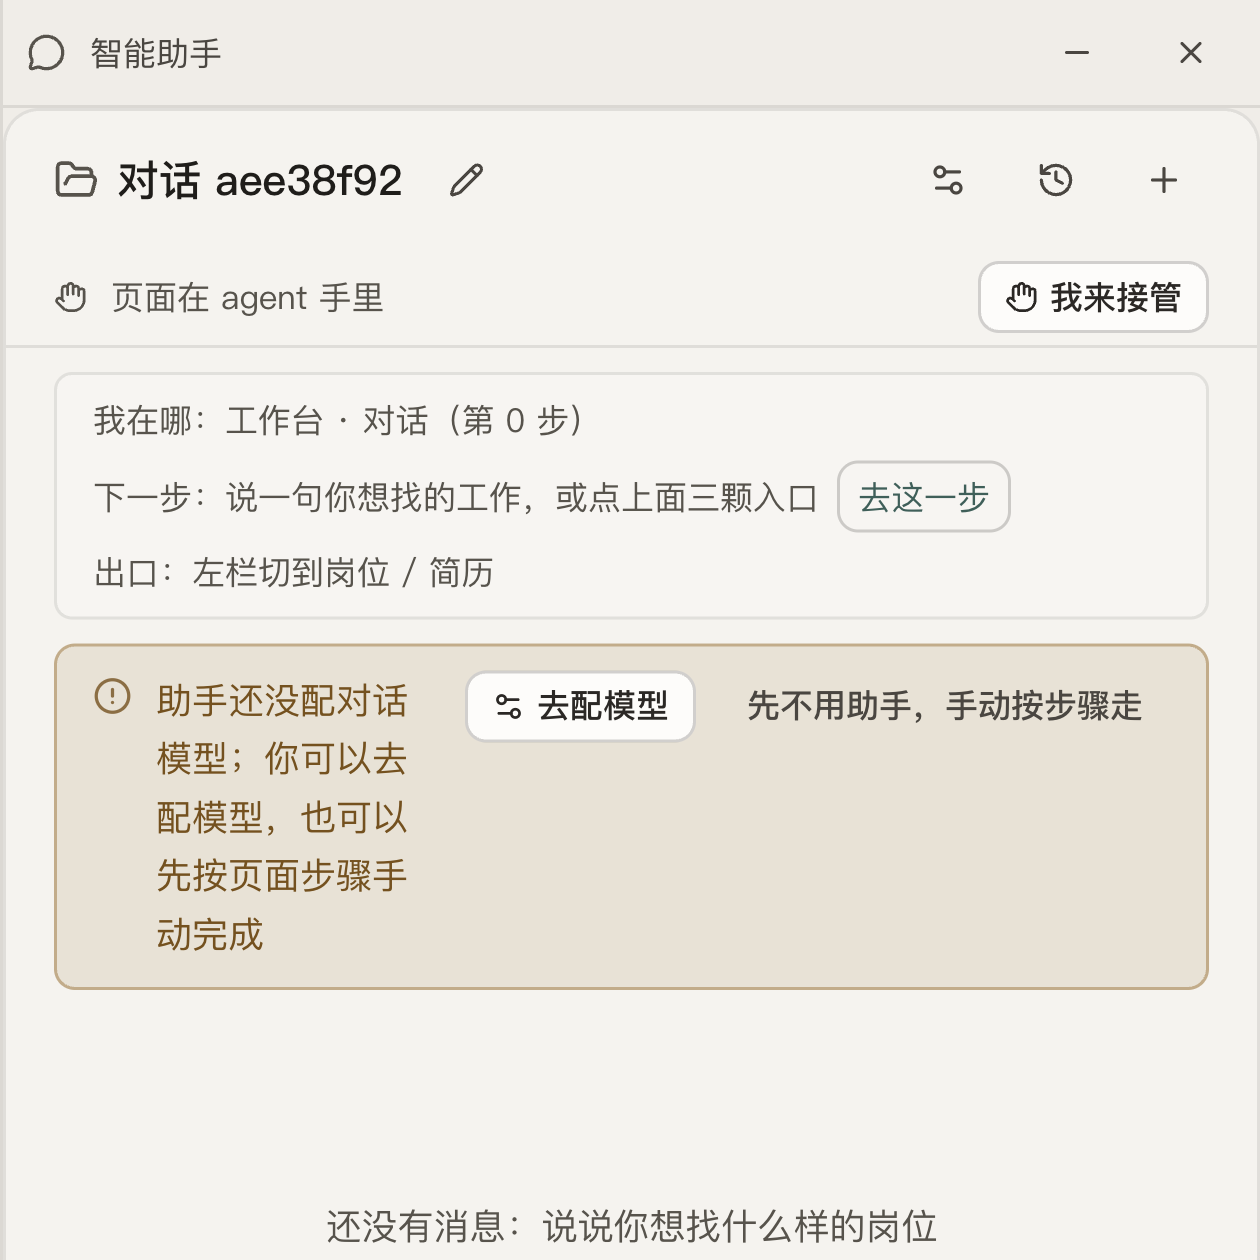 智能助手
对话 aee38f92
页面在 agent 手里
我来接管
我在哪：工作台 · 对话（第 0 步）
下一步：说一句你想找的工作，或点上面三颗入口
去这一步
出口：左栏切到岗位 / 简历
助手还没配对话
模型；你可以去
配模型，也可以
先按页面步骤手
动完成
去配模型
先不用助手，手动按步骤走
还没有消息：说说你想找什么样的岗位